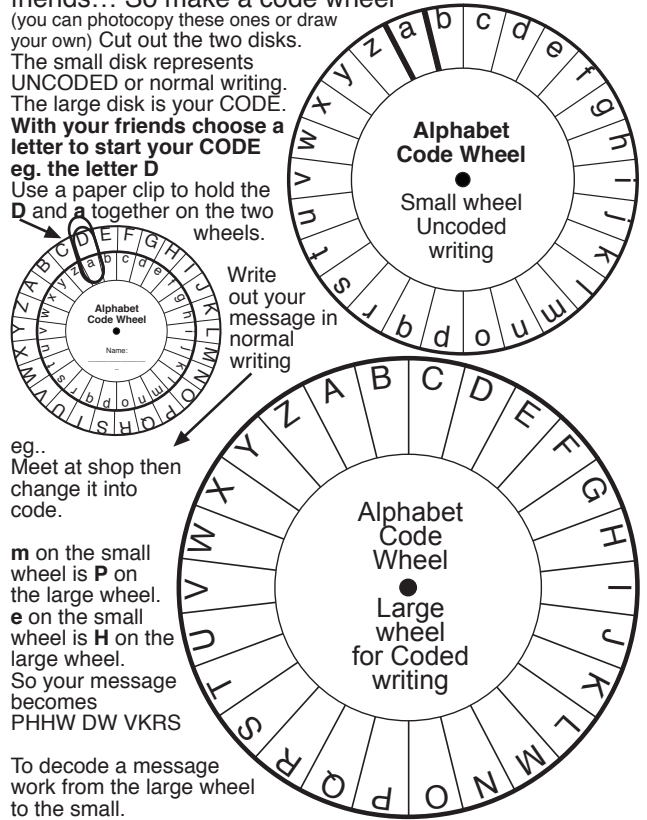 friends… So make a code wheel
(you can photocopy these ones or draw
your own) Cut out the two disks.
The small disk represents
UNCODED or normal writing.
The large disk is your CODE.
With your friends choose a
letter to start your CODE
eg. the letter D
Use a paper clip to hold the
D and a together on the two
wheels.
a b c d e f g h i j k l m n o p q r s t u v w x y z
Alphabet
Code Wheel
Small wheel
Uncoded
writing
A B C D E F G H I J K L M N O P Q R S T U V W X Y Z
a b c d e f g h i j k l m n o p q r s t u v w x y z
Alphabet
Code Wheel
Name:
Write
out your
message in
normal
writing
eg..
Meet at shop then
change it into
code.
m on the small
wheel is P on
the large wheel.
e on the small
wheel is H on the
large wheel.
So your message
becomes
PHHW DW VKRS
To decode a message
work from the large wheel
to the small.
A B C D E F G H I J K L M N O P Q R S T U V W X Y Z
Alphabet
Code
Wheel
Large
wheel
for Coded
writing